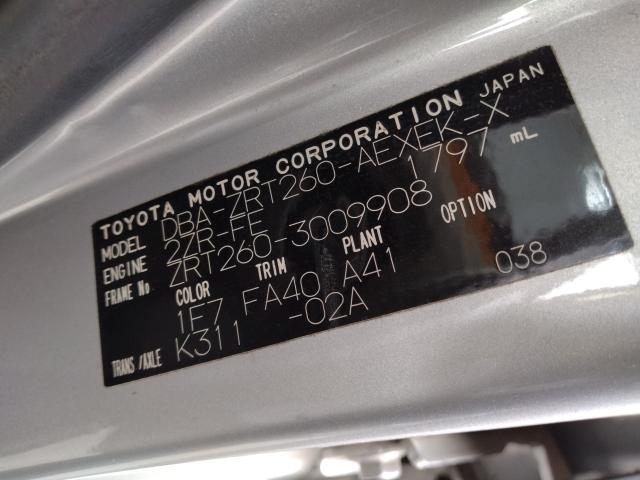 TOYOTA MOTOR CORPORATION JAPAN
MODEL DBA-ZRT260-AEXEK-X
ENGINE 2ZR-FE 1797 mL
FRAME No ZRT260-3009908
COLOR TRIM PLANT OPTION
1F7 FA40 A41 038
TRANS/AXLE K311 -02A